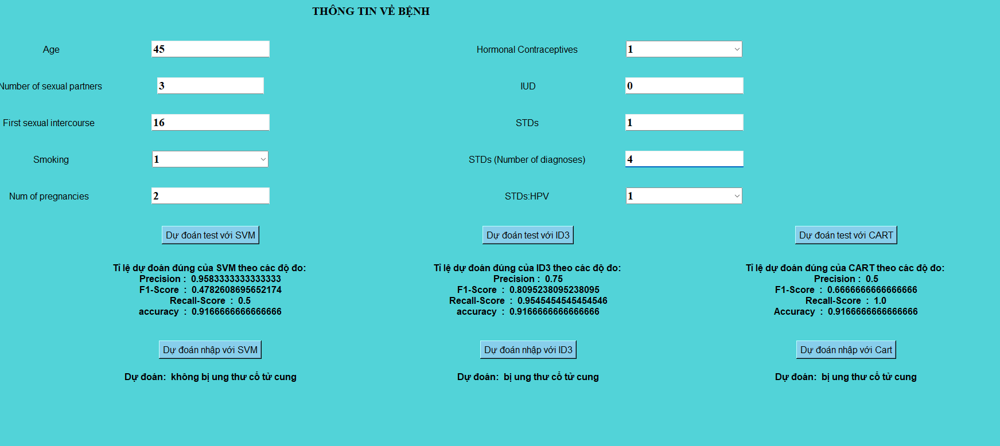 THÔNG TIN VỀ BỆNH
Age 45 Hormonal Contraceptives 1
Number of sexual partners 3 IUD 0
First sexual intercourse 16 STDs 1
Smoking 1 STDs (Number of diagnoses) 4
Num of pregnancies 2 STDs:HPV 1
Dự đoán test với SVM Dự đoán test với ID3 Dự đoán test với CART
Tỉ lệ dự đoán đúng của SVM theo các độ đo:
Precision : 0.9583333333333333
F1-Score : 0.4782608695652174
Recall-Score : 0.5
accuracy : 0.9166666666666666
Tỉ lệ dự đoán đúng của ID3 theo các độ đo:
Precision : 0.75
F1-Score : 0.8095238095238095
Recall-Score : 0.9545454545454546
accuracy : 0.9166666666666666
Tỉ lệ dự đoán đúng của CART theo các độ đo:
Precision : 0.5
F1-Score : 0.6666666666666666
Recall-Score : 1.0
Accuracy : 0.9166666666666666
Dự đoán nhập với SVM Dự đoán nhập với ID3 Dự đoán nhập với Cart
Dự đoán: không bị ung thư cổ tử cung Dự đoán: bị ung thư cổ tử cung Dự đoán: bị ung thư cổ tử cung